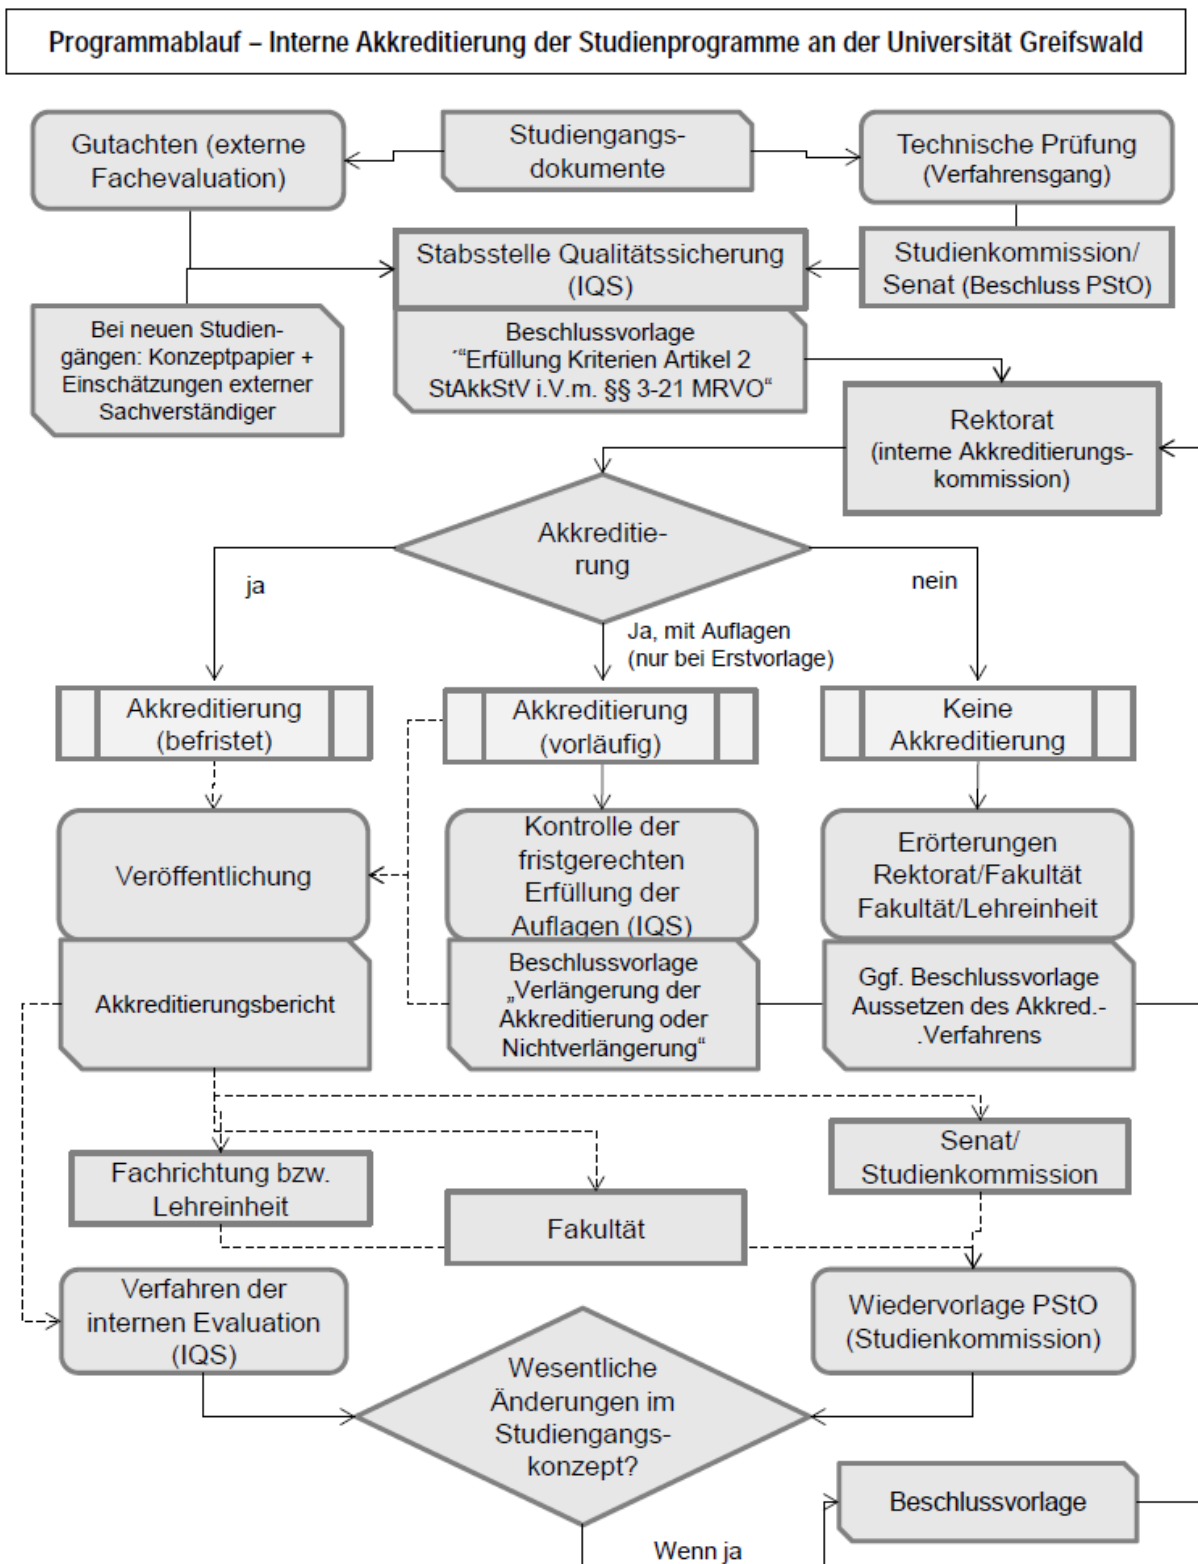 Programmablauf – Interne Akkreditierung der Studienprogramme an der Universität Greifswald
Gutachten (externe
Fachevaluation)
Studiengangs-
dokumente
Technische Prüfung
(Verfahrensgang)
Stabsstelle Qualitätssicherung
(IQS)
Studienkommission/
Senat (Beschluss PStO)
Bei neuen Studien-
gängen: Konzeptpapier +
Einschätzungen externer
Sachverständiger
Beschlussvorlage
´“Erfüllung Kriterien Artikel 2
StAkkStV i.V.m. §§ 3-21 MRVO“
Rektorat
(interne Akkreditierungs-
kommission)
Akkreditie-
rung
ja
nein
Ja, mit Auflagen
(nur bei Erstvorlage)
Akkreditierung
(befristet)
Akkreditierung
(vorläufig)
Keine
Akkreditierung
Veröffentlichung
Kontrolle der
fristgerechten
Erfüllung der
Auflagen (IQS)
Erörterungen
Rektorat/Fakultät
Fakultät/Lehreinheit
Akkreditierungsbericht
Beschlussvorlage
„Verlängerung der
Akkreditierung oder
Nichtverlängerung“
Ggf. Beschlussvorlage
Aussetzen des Akkred.-
.Verfahrens
Fachrichtung bzw.
Lehreinheit
Fakultät
Senat/
Studienkommission
Verfahren der
internen Evaluation
(IQS)
Wiedervorlage PStO
(Studienkommission)
Wesentliche
Änderungen im
Studiengangs-
konzept?
Beschlussvorlage
Wenn ja